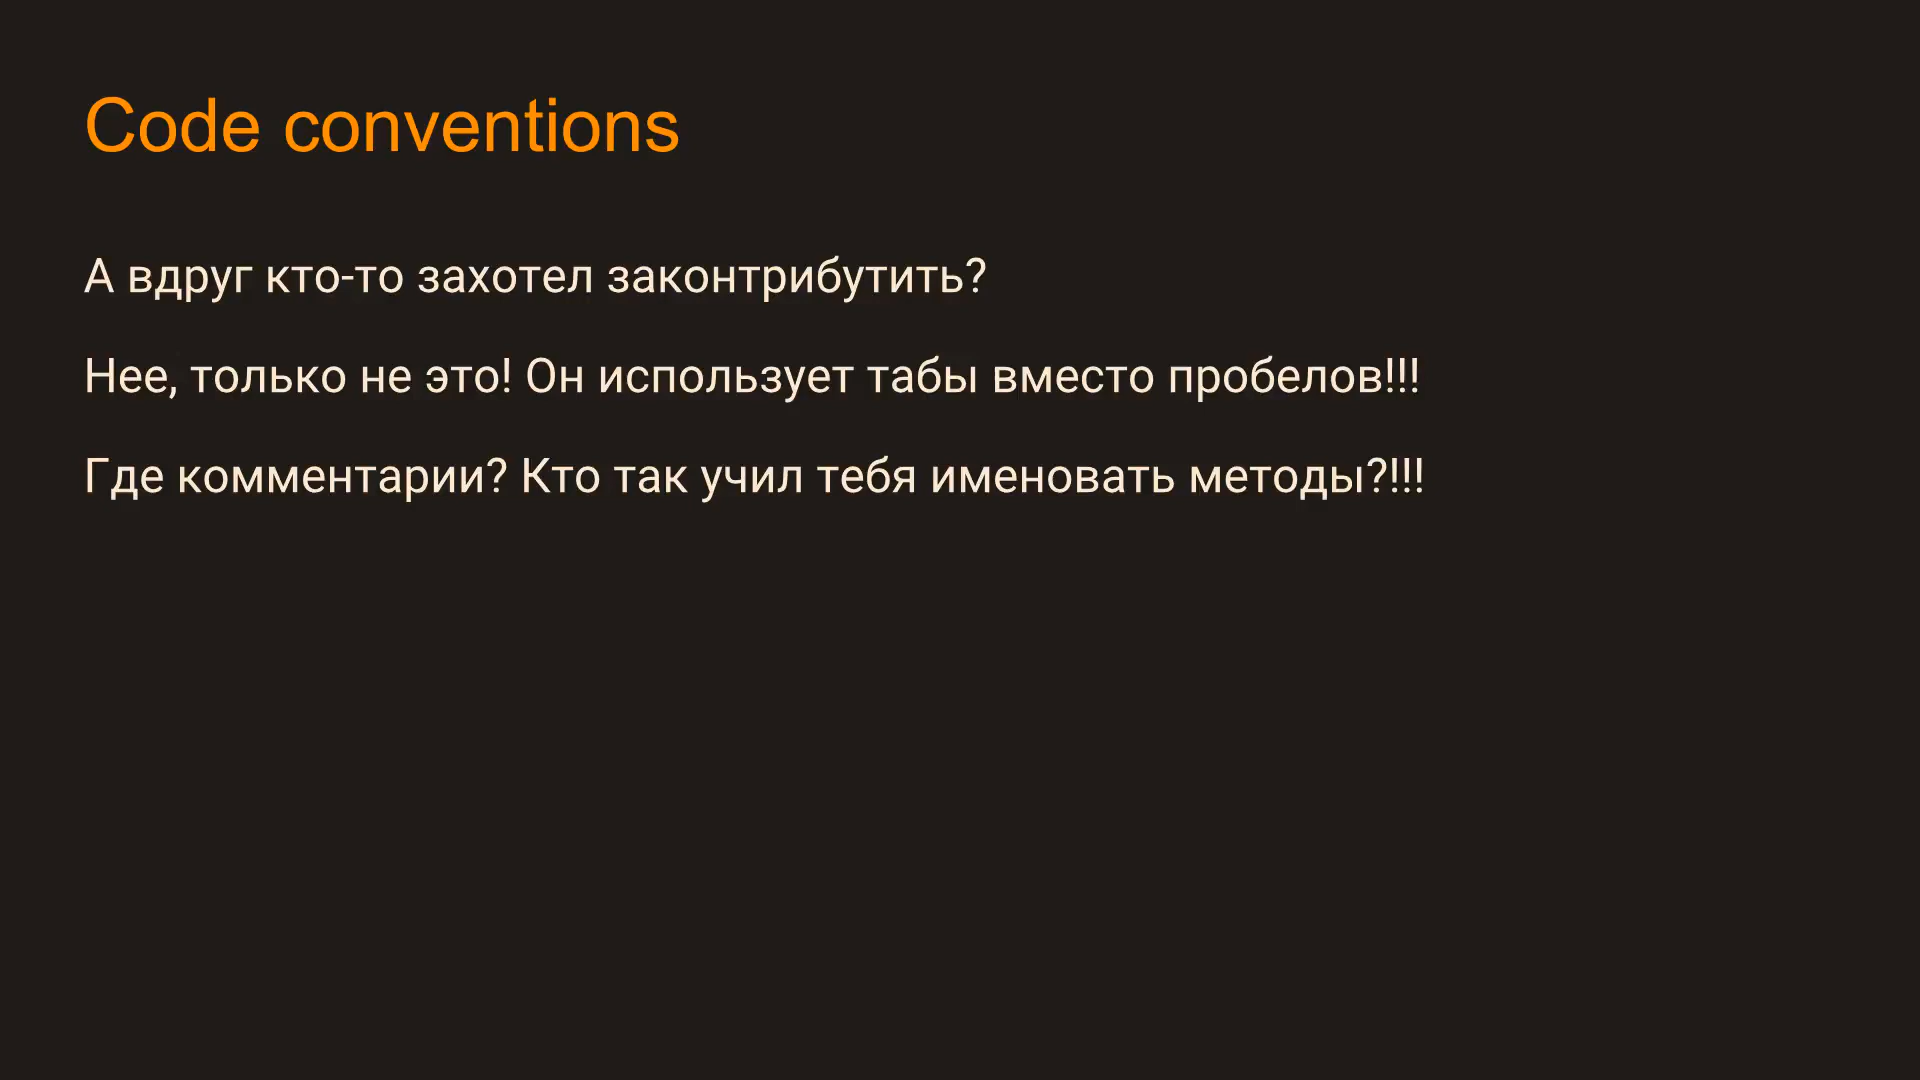 Code conventions
А вдруг кто-то захотел законтрибутить?
Нее, только не это! Он использует табы вместо пробелов!!!
Где комментарии? Кто так учил тебя именовать методы?!!!